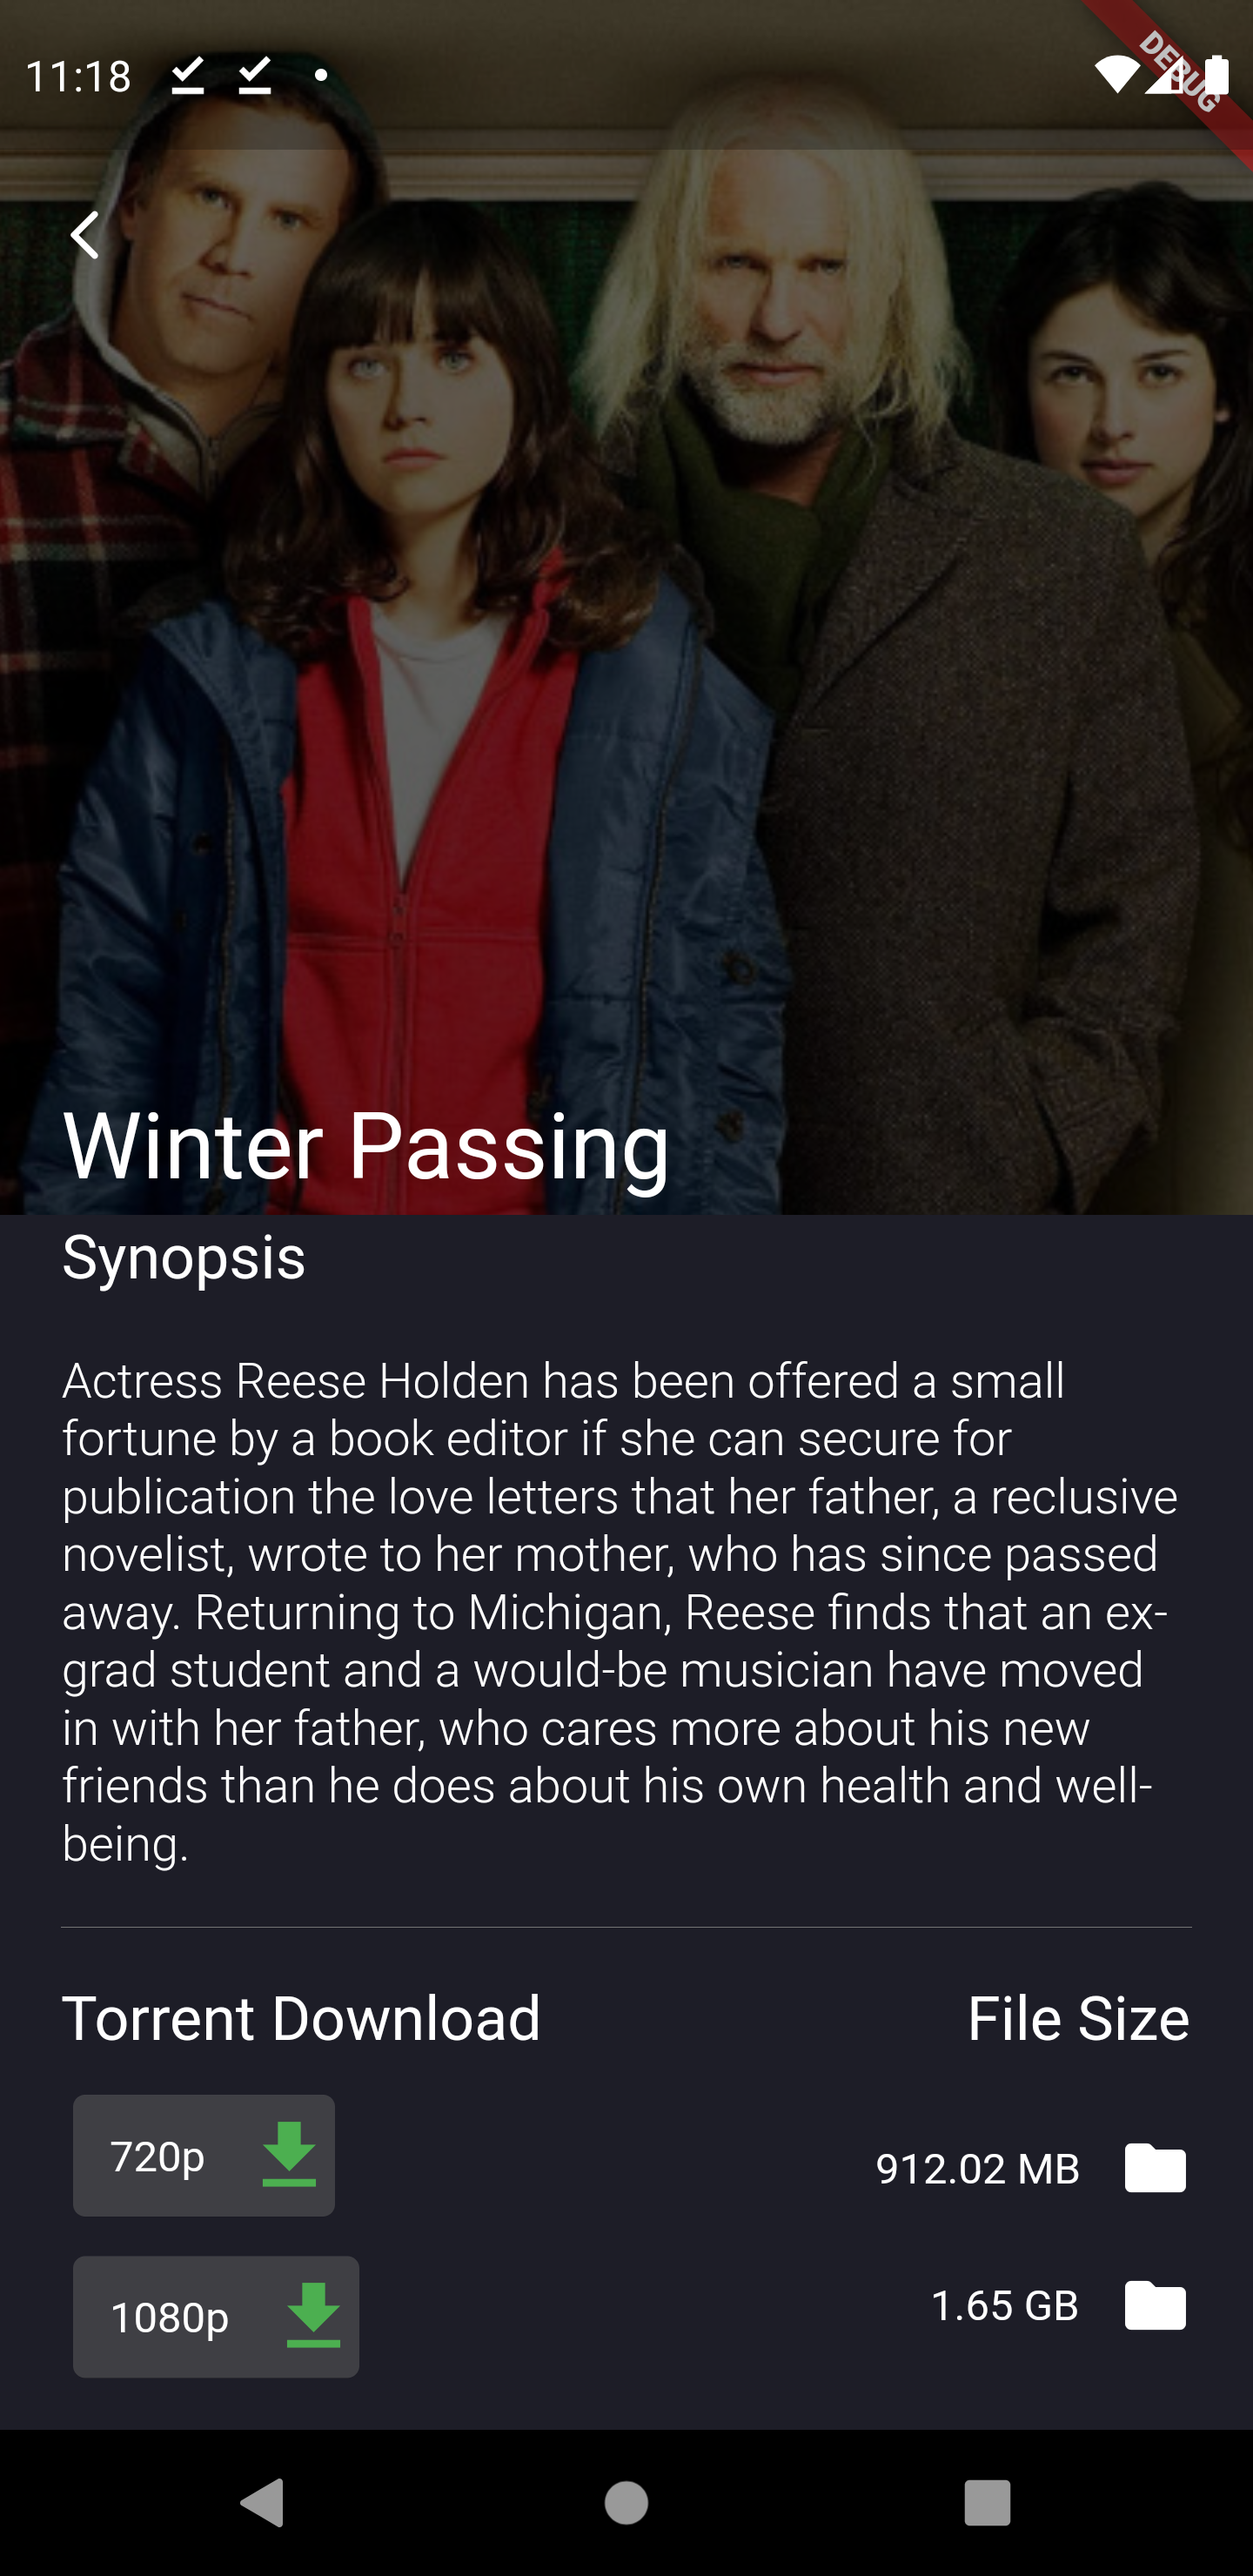 11:18
DEBUG
Winter Passing
Synopsis
Actress Reese Holden has been offered a small
fortune by a book editor if she can secure for
publication the love letters that her father, a reclusive
novelist, wrote to her mother, who has since passed
away. Returning to Michigan, Reese finds that an ex-
grad student and a would-be musician have moved
in with her father, who cares more about his new
friends than he does about his own health and well-
being.
Torrent Download
File Size
720p
912.02 MB
1080p
1.65 GB